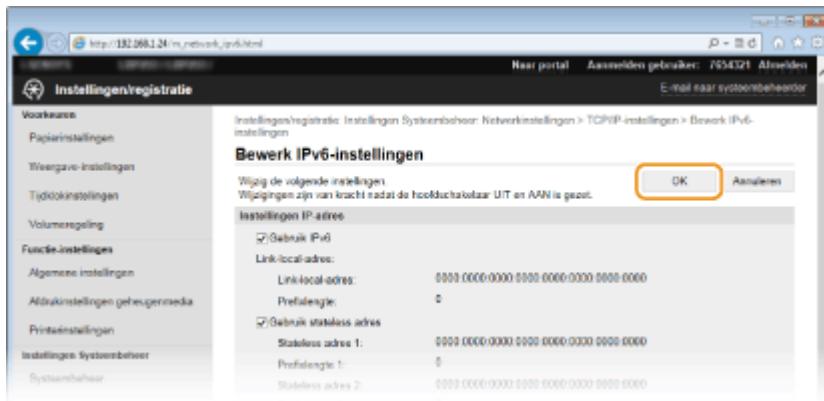 http://192.168.1.24/m_network_ipv6.html
Naar portal Aanmelden gebruiker: 7654321 Afmelden
Instellingen/registratie
E-mail naar systeembeheerder
Voorkeuren
Papierinstellingen
Weergave-instellingen
Tijdklokinstellingen
Volumeregeling
Functie-instellingen
Algemene instellingen
Afdrukinstellingen geheugenmedia
Printerinstellingen
Instellingen Systeembeheer
Systeembeheer
Instellingen/registratie: Instellingen Systeembeheer: Netwerkinstellingen > TCP/IP-instellingen > Bewerk IPv6-
instellingen
Bewerk IPv6-instellingen
Wijzig de volgende instellingen.
Wijzigingen zijn van kracht nadat de hoofdschakelaar UIT en AAN is gezet.
OK Annuleren
Instellingen IP-adres
Gebruik IPv6
Link-local-adres:
Link-local-adres: 0000:0000:0000:0000:0000:0000:0000:0000
Prefixlengte: 0
Gebruik stateless adres
Stateless adres 1: 0000:0000:0000:0000:0000:0000:0000:0000
Prefixlengte 1: 0
Stateless adres 2: 0000:0000:0000:0000:0000:0000:0000:0000